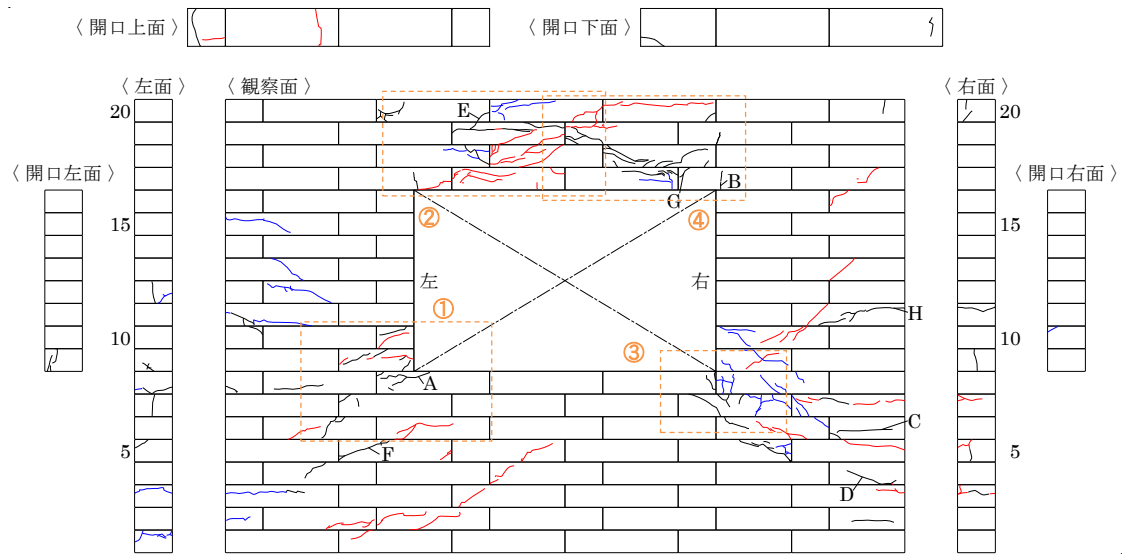 〈 開口上面 〉
〈 開口下面 〉
〈 左面 〉
〈 観察面 〉
〈 右面 〉
20
E
20
〈 開口左面 〉
〈 開口右面 〉
B
G
②
④
15
15
左
右
①
H
10
10
③
A
C
5
F
5
D